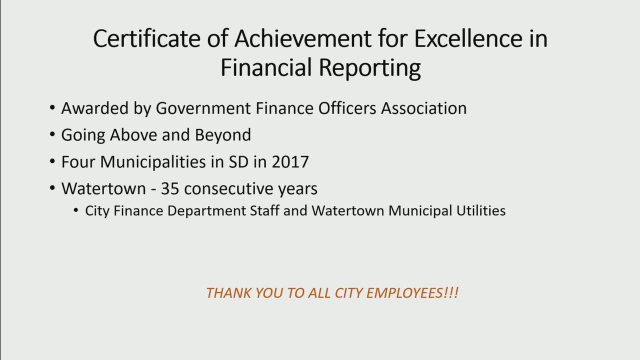 Certificate of Achievement for Excellence in
Financial Reporting
• Awarded by Government Finance Officers Association
• Going Above and Beyond
• Four Municipalities in SD in 2017
• Watertown - 35 consecutive years
• City Finance Department Staff and Watertown Municipal Utilities
THANK YOU TO ALL CITY EMPLOYEES!!!